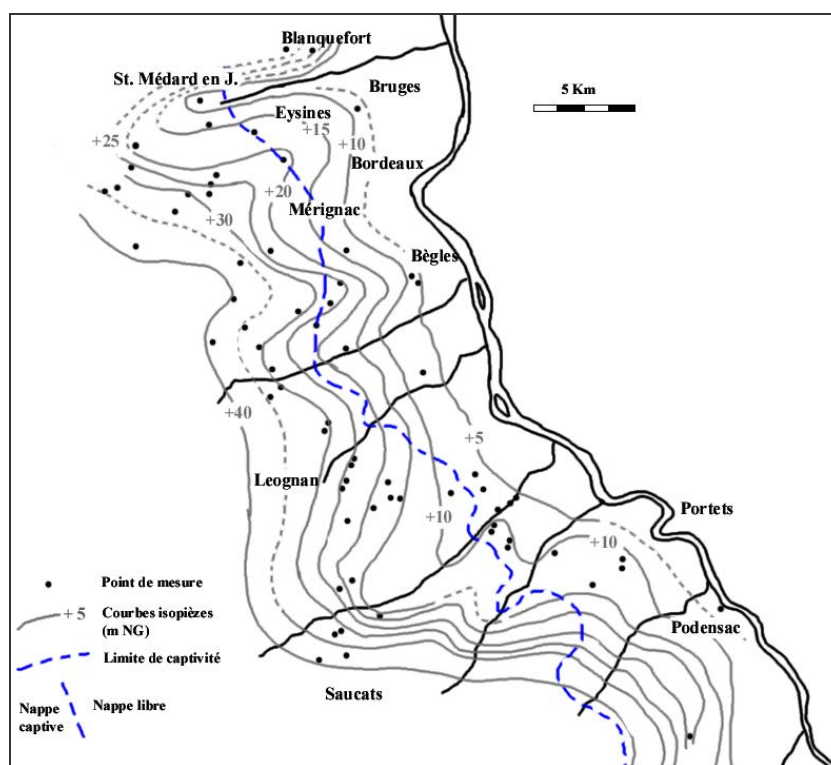 Blanquefort
St. Médard en J.
Bruges
5 Km
Eysines
+15
+25
+10
Bordeaux
+20
Mérignac
+30
Bègles
+40
+5
Leognan
+10
Portets
+10
Point de mesure
+ 5
Courbes isopièzes
(m NG)
Podensac
Limite de captivité
Saucats
Nappe libre
Nappe
captive